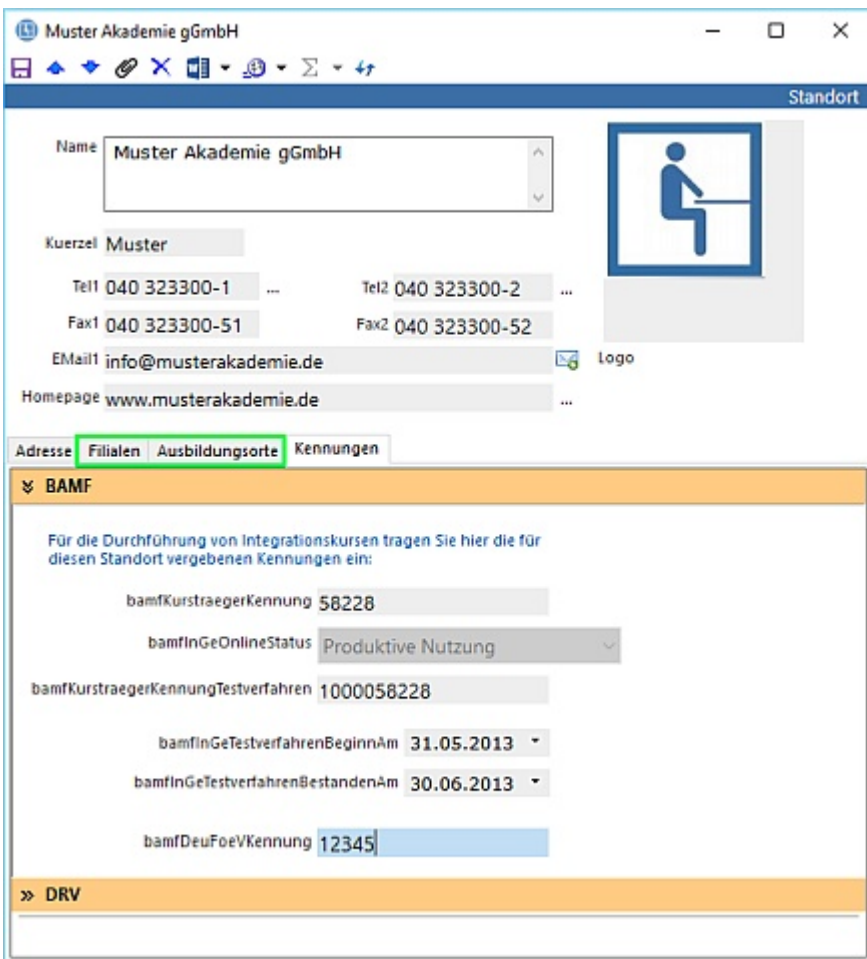 Muster Akademie gGmbH
Standort
Name Muster Akademie gGmbH
Kuerzel Muster
Tel1 040 323300-1 ... Tel2 040 323300-2 ...
Fax1 040 323300-51 Fax2 040 323300-52
EMail1 info@musterakademie.de Logo
Homepage www.musterakademie.de ...
Adresse Filialen Ausbildungsorte Kennungen
BAMF
Für die Durchführung von Integrationskursen tragen Sie hier die für
diesen Standort vergebenen Kennungen ein:
bamfKurstraegerKennung 58228
bamfInGeOnlineStatus Produktive Nutzung
bamfKurstraegerKennungTestverfahren 1000058228
bamfInGeTestverfahrenBeginnAm 31.05.2013
bamfInGeTestverfahrenBestandenAm 30.06.2013
bamfDeuFoeVKennung 12345
DRV